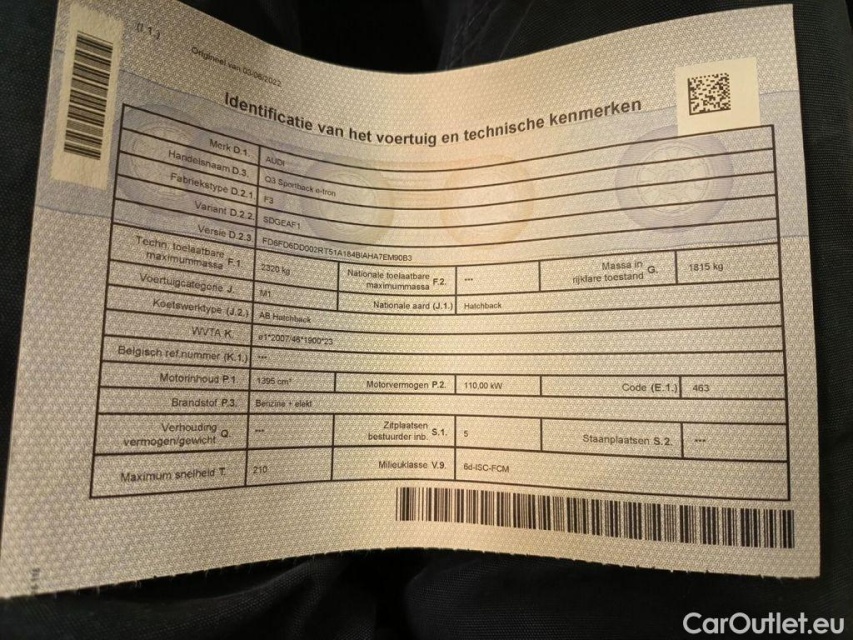 (I.1.)
Origineel van 03/06/2022
Identificatie van het voertuig en technische kenmerken
Merk D.1. AUDI
Handelsnaam D.3. Q3 Sportback e-tron
Fabriekstype D.2.1. F3
Variant D.2.2. SDGEAF1
Versie D.2.3. FD6FD6DD002RT51A184BIAHA7EM90B3
Techn. toelaatbare maximummassa F.1. 2320 kg Nationale toelaatbare maximummassa F.2. --- Massa in rijklare toestand G. 1815 kg
Voertuigcategorie J. M1 Nationale aard (J.1.) Hatchback
Koetswerktype (J.2.) AB Hatchback
WVTA K. e1*2007/46*1900*23
Belgisch ref.nummer (K.1.) ---
Motorinhoud P.1 1395 cm³ Motorvermogen P.2. 110,00 kW Code (E.1.) 463
Brandstof P.3. Benzine + elekt
Verhouding vermogen/gewicht Q. --- Zitplaatsen bestuurder inb. S.1. 5 Staanplaatsen S.2. ---
Maximum snelheid T. 210 Milieuklasse V.9. 6d-ISC-FCM
CarOutlet.eu